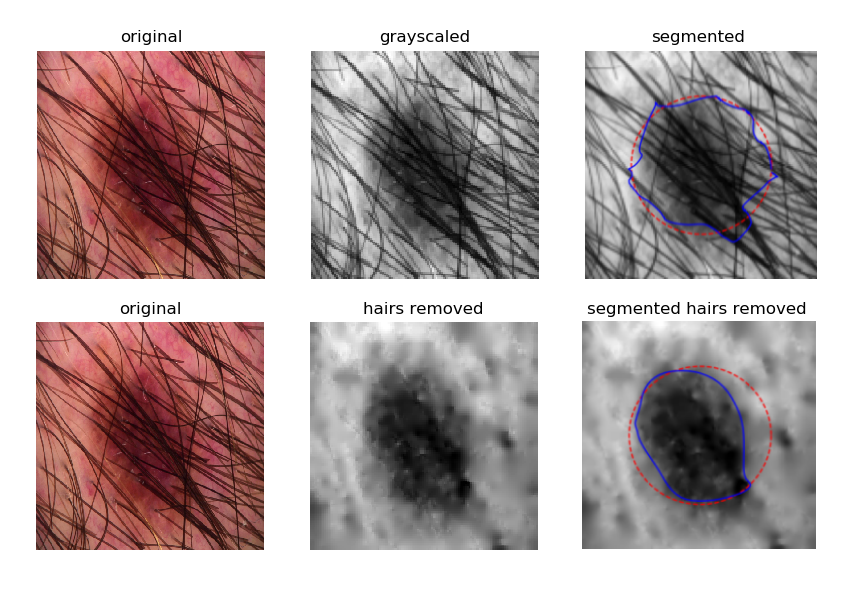 original
grayscaled
segmented
original
hairs removed
segmented hairs removed